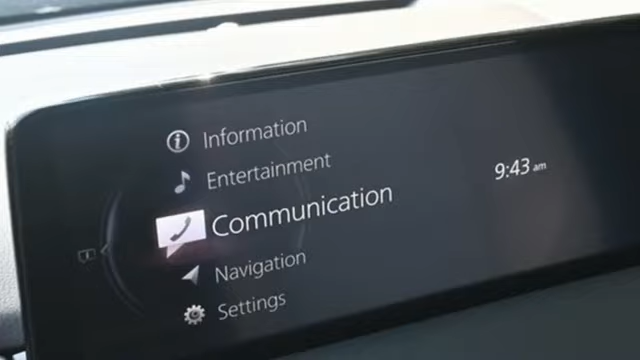 Information
Entertainment
Communication
9:43 am
Navigation
Settings